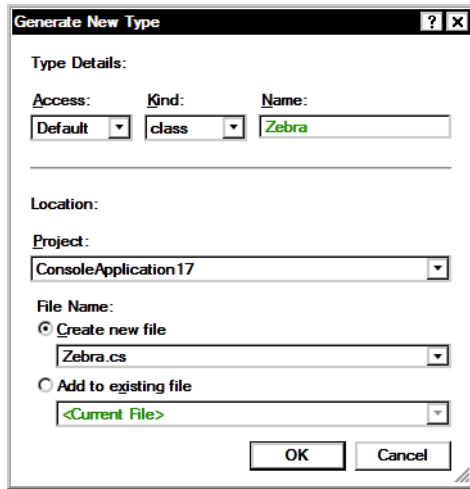 Generate New Type ? X
Type Details:
Access: Kind: Name:
Default class Zebra
Location:
Project:
ConsoleApplication17
File Name:
Create new file
Zebra.cs
Add to existing file
<Current File>
OK Cancel